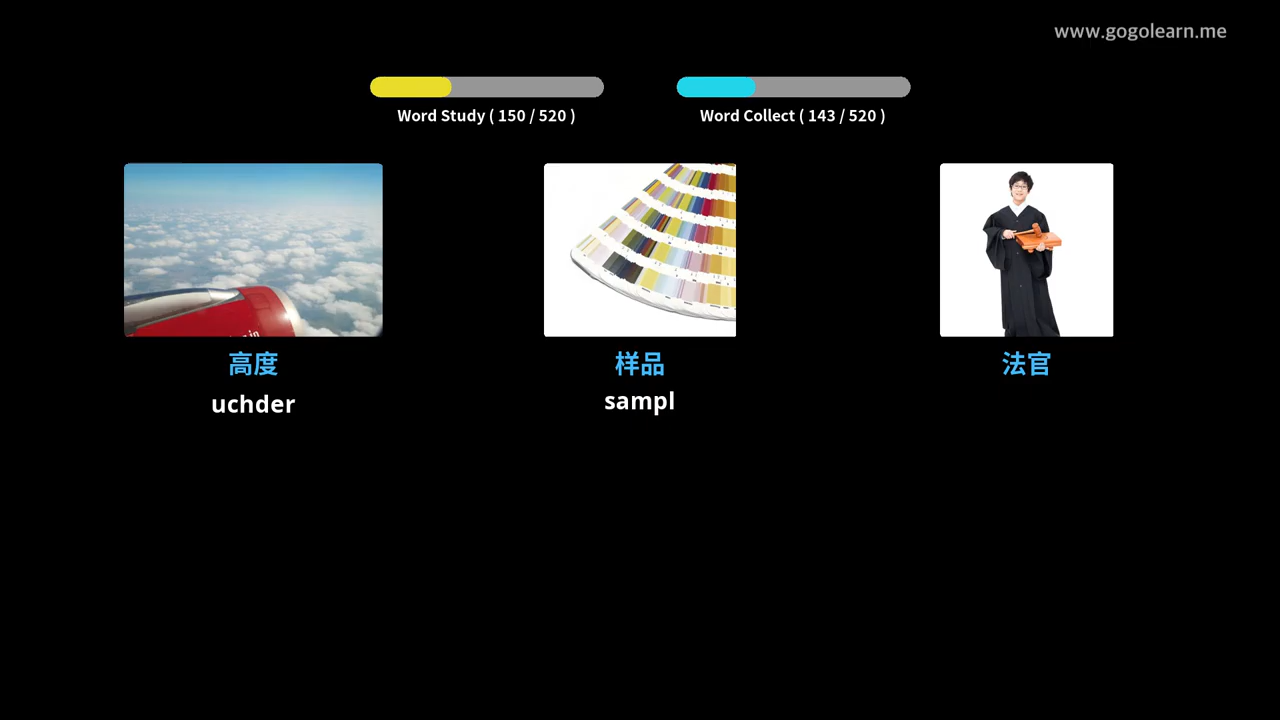 www.gogolearn.me
Word Study ( 150 / 520 )
Word Collect ( 143 / 520 )
高度
样品
法官
uchder
sampl